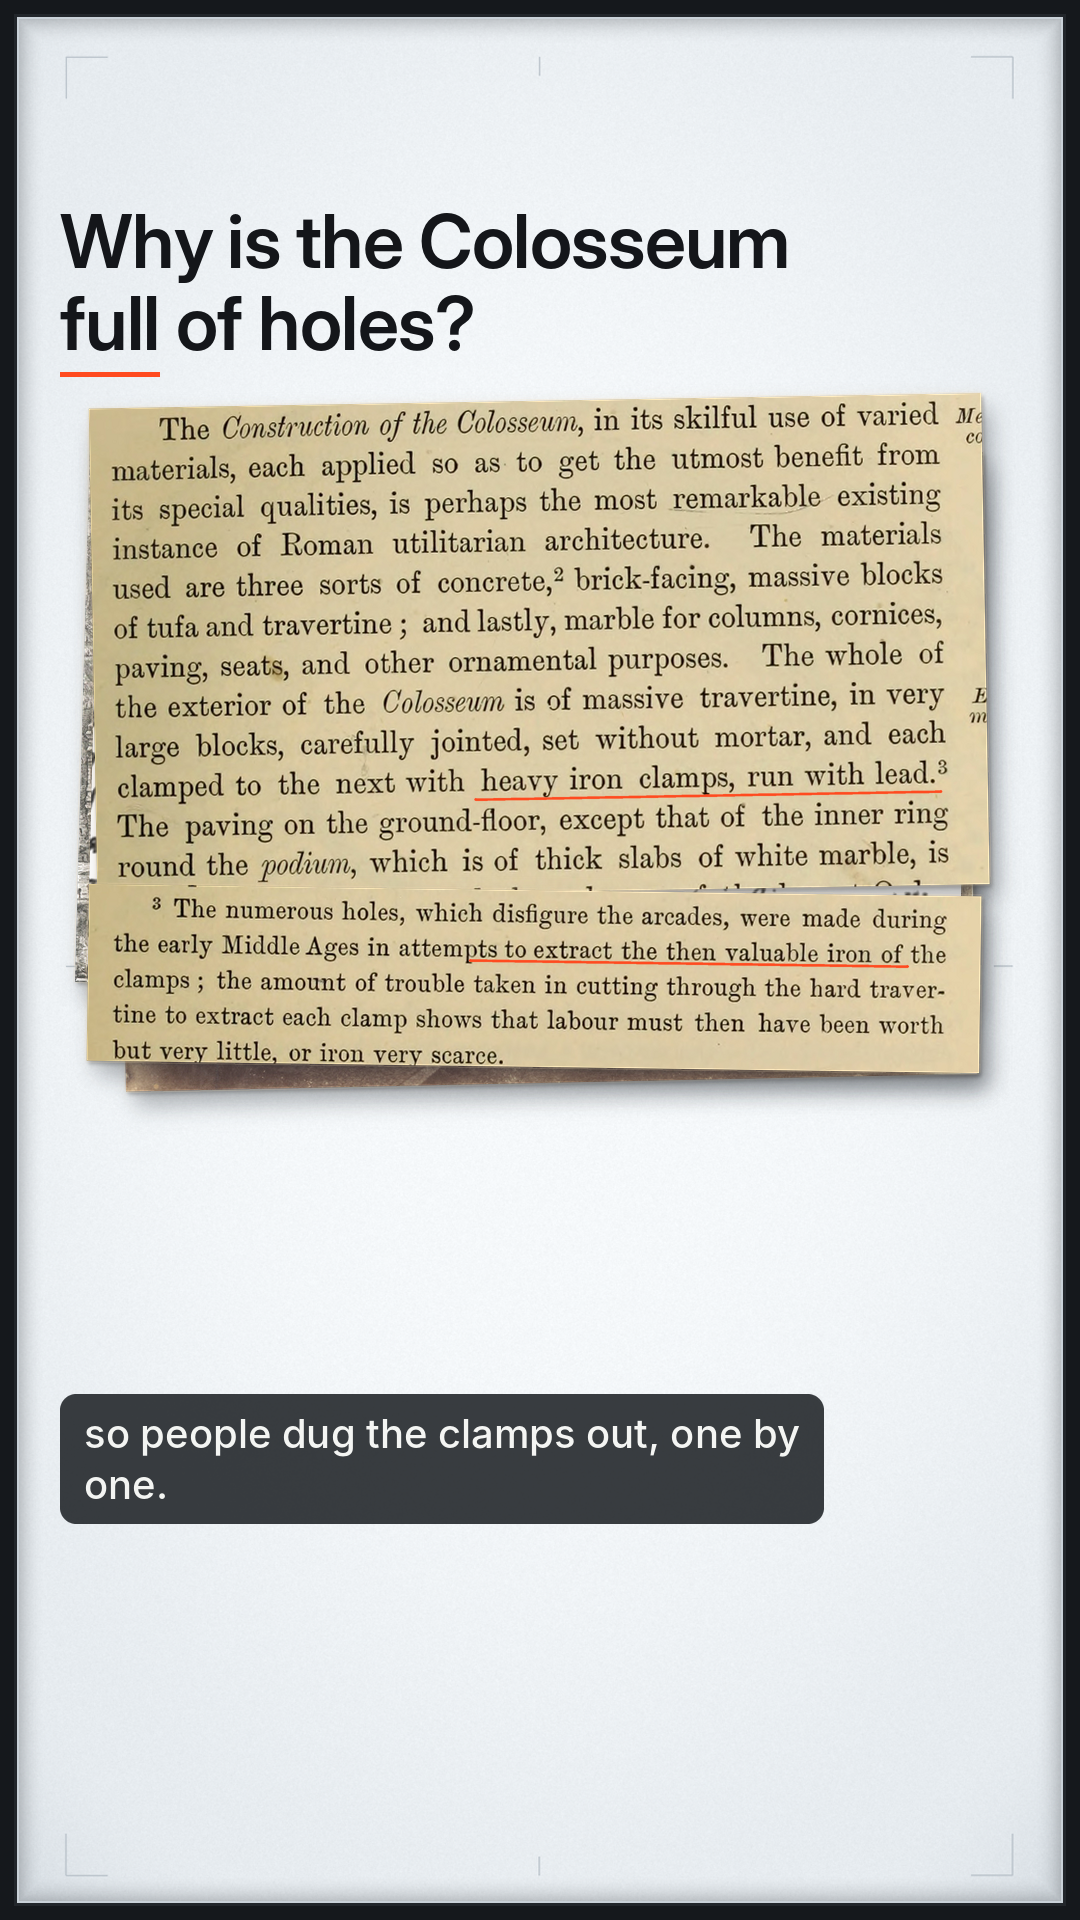 Why is the Colosseum
full of holes?
The Construction of the Colosseum, in its skilful use of varied
materials, each applied so as to get the utmost benefit from
its special qualities, is perhaps the most remarkable existing
instance of Roman utilitarian architecture. The materials
used are three sorts of concrete,² brick-facing, massive blocks
of tufa and travertine ; and lastly, marble for columns, cornices,
paving, seats, and other ornamental purposes. The whole of
the exterior of the Colosseum is of massive travertine, in very
large blocks, carefully jointed, set without mortar, and each
clamped to the next with heavy iron clamps, run with lead.³
The paving on the ground-floor, except that of the inner ring
round the podium, which is of thick slabs of white marble, is
³ The numerous holes, which disfigure the arcades, were made during
the early Middle Ages in attempts to extract the then valuable iron of the
clamps ; the amount of trouble taken in cutting through the hard traver-
tine to extract each clamp shows that labour must then have been worth
but very little, or iron very scarce.
so people dug the clamps out, one by
one.